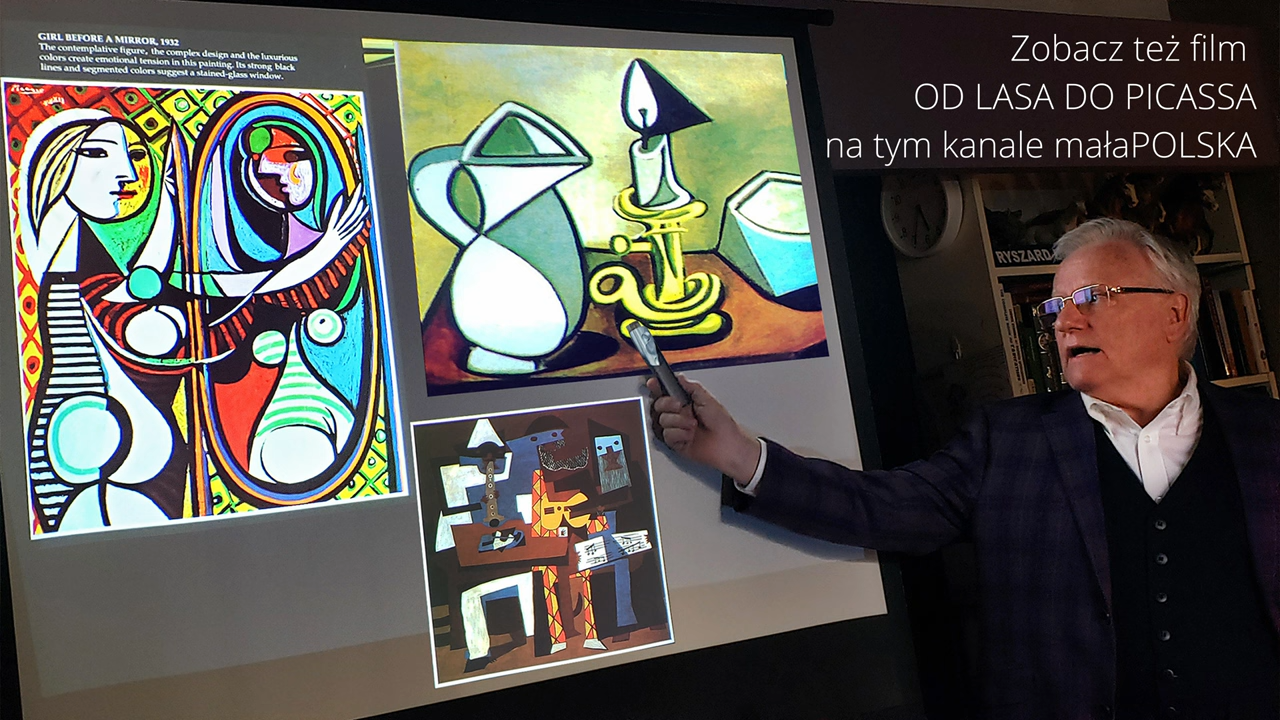 GIRL BEFORE A MIRROR, 1932
The contemplative figure, the complex design and the luxurious
colors create emotional tension in this painting. Its strong black
lines and segmented colors suggest a stained-glass window.
Picasso
Zobacz też film
OD LASA DO PICASSA
na tym kanale małaPOLSKA
RYSZARD